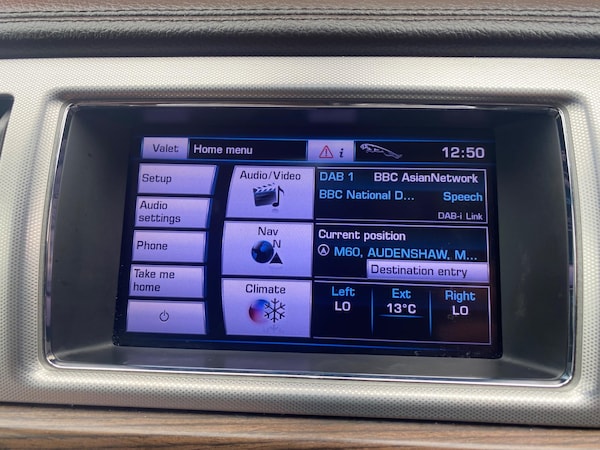 Valet
Home menu
i
12:50
Setup
Audio
settings
Phone
Take me
home
Audio/Video
Nav
N
Climate
DAB 1 BBC AsianNetwork
BBC National D... Speech
DAB-i Link
Current position
M60, AUDENSHAW, M...
Destination entry
Left Ext Right
LO 13°C LO